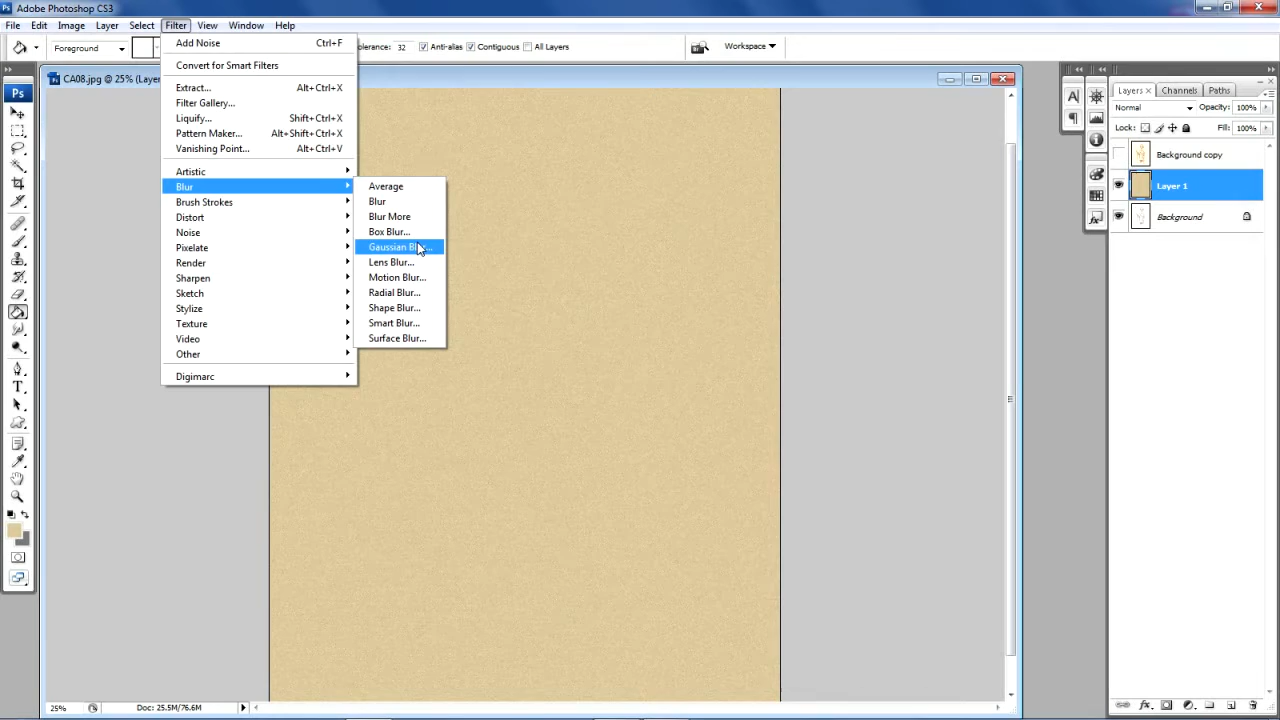 Ps Adobe Photoshop CS3
File Edit Image Layer Select Filter View Window Help
Foreground Tolerance: 32 Anti-alias Contiguous All Layers Workspace
CA08.jpg @ 25% (Layer
Ps
T
Add Noise Ctrl+F
Convert for Smart Filters
Extract... Alt+Ctrl+X
Filter Gallery...
Liquify... Shift+Ctrl+X
Pattern Maker... Alt+Shift+Ctrl+X
Vanishing Point... Alt+Ctrl+V
Artistic
Blur
Brush Strokes
Distort
Noise
Pixelate
Render
Sharpen
Sketch
Stylize
Texture
Video
Other
Digimarc
Average
Blur
Blur More
Box Blur...
Gaussian Blur...
Lens Blur...
Motion Blur...
Radial Blur...
Shape Blur...
Smart Blur...
Surface Blur...
Layers Channels Paths
Normal Opacity: 100%
Lock: Fill: 100%
Background copy
Layer 1
Background
25% Doc: 25.5M/76.6M